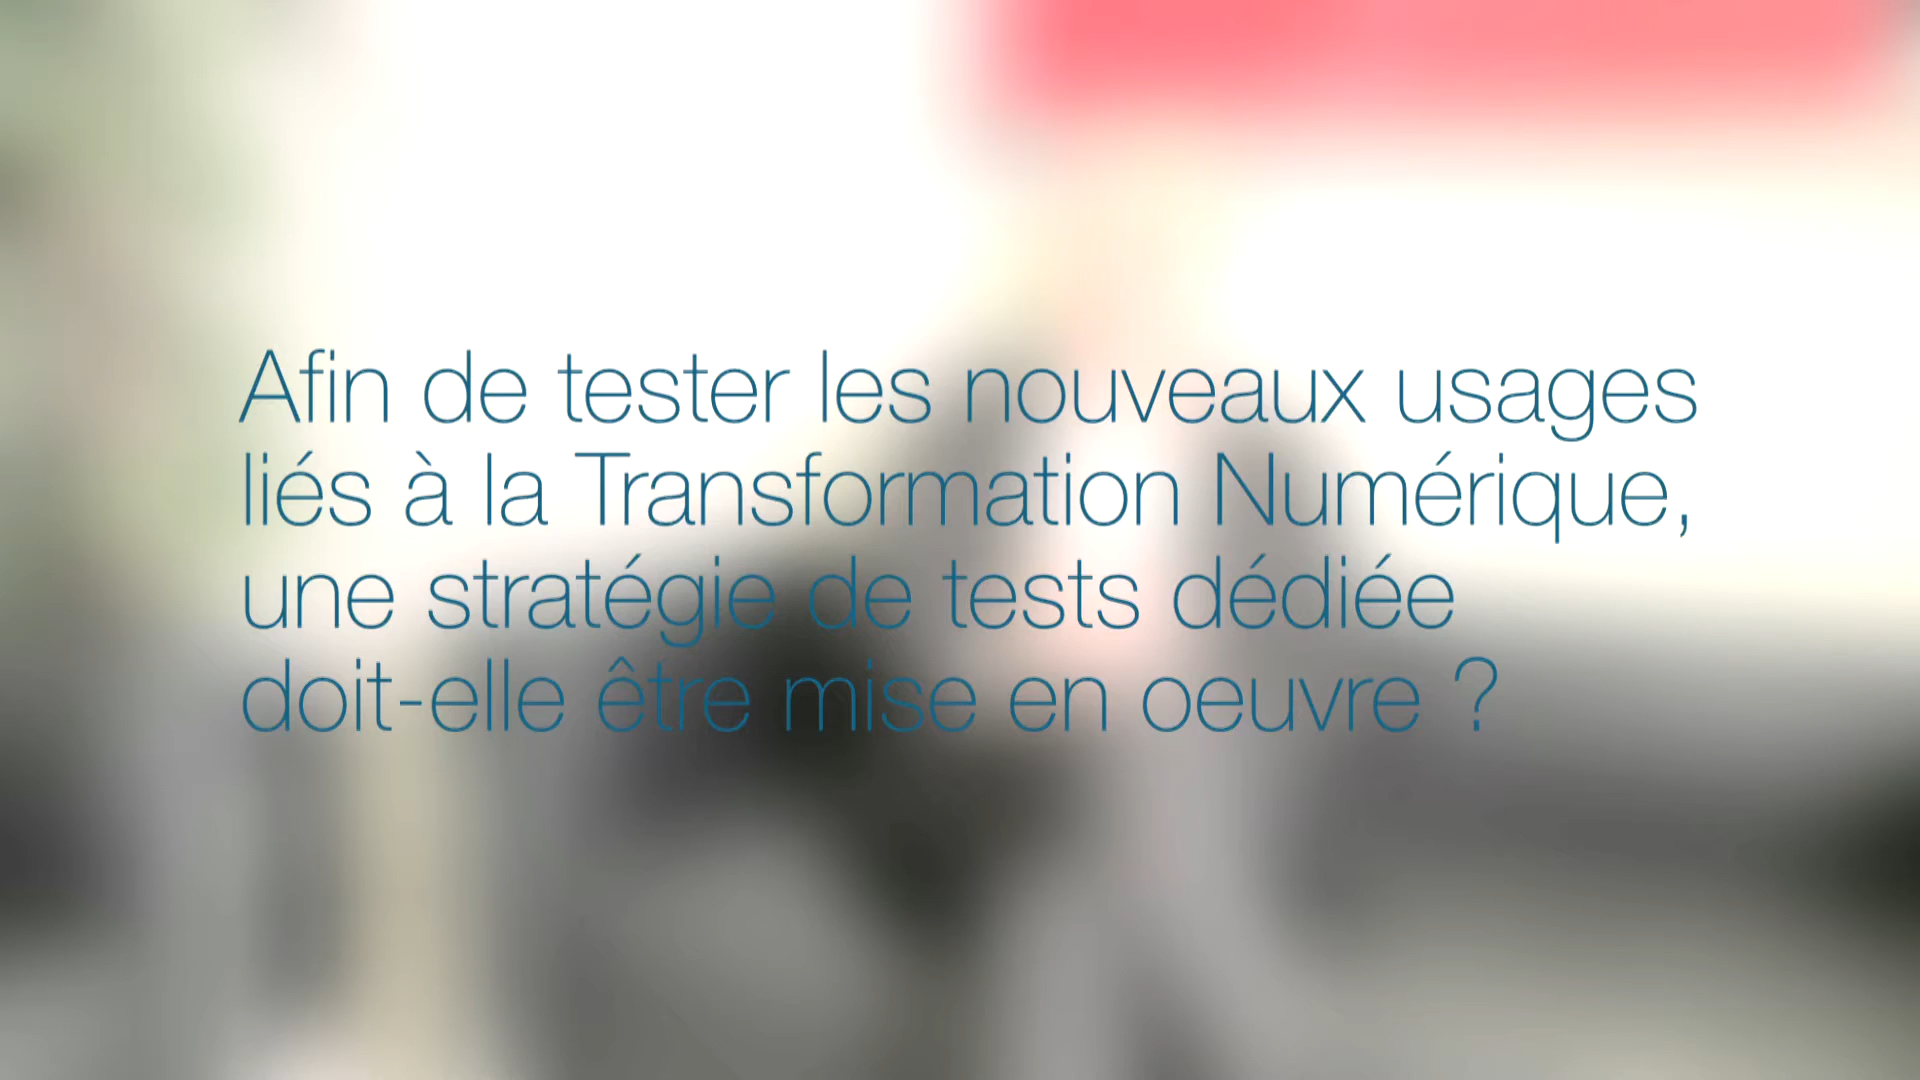 Afin de tester les nouveaux usages
liés à la Transformation Numérique,
une stratégie de tests dédiée
doit-elle être mise en oeuvre ?